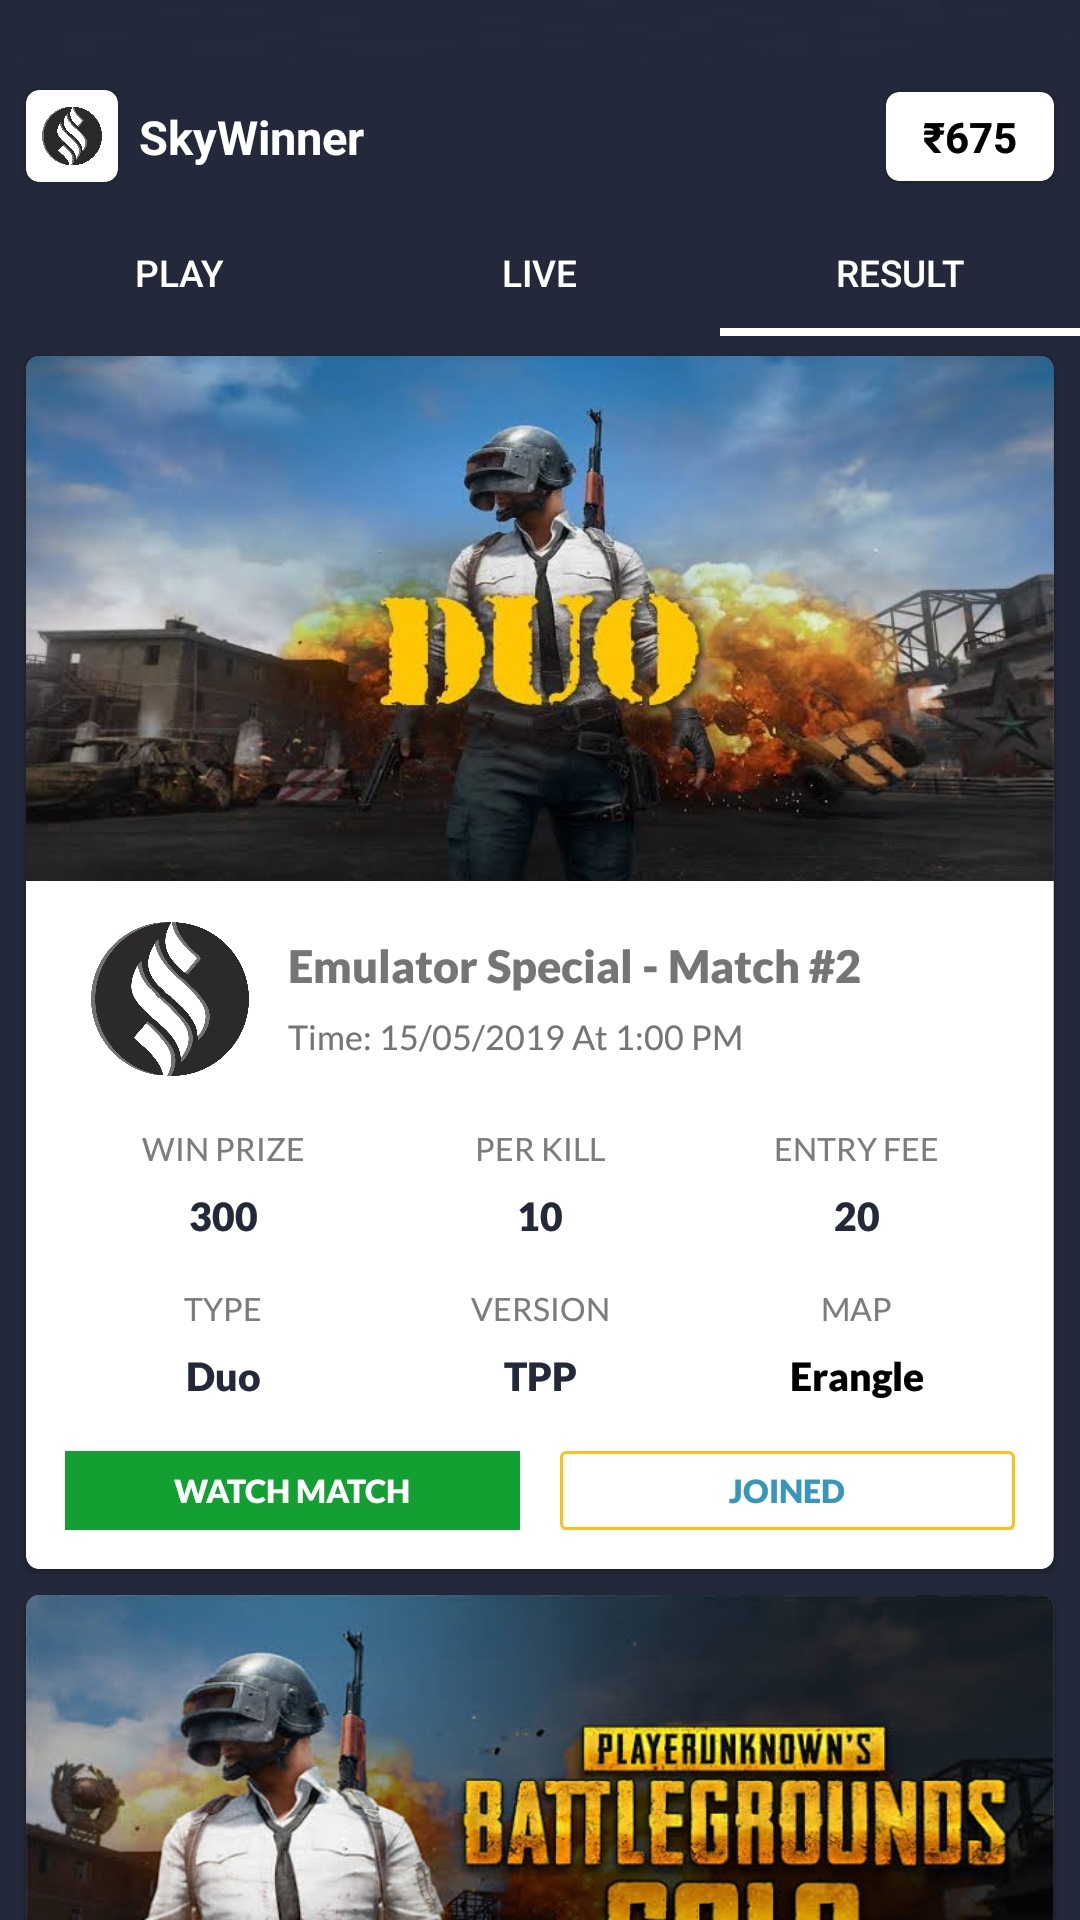 SkyWinner
₹675
PLAY LIVE RESULT
DUO
Emulator Special - Match #2
Time: 15/05/2019 At 1:00 PM
WIN PRIZE PER KILL ENTRY FEE
300 10 20
TYPE VERSION MAP
Duo TPP Erangle
WATCH MATCH JOINED
PLAYERUNKNOWN'S
BATTLEGROUNDS
SOLO